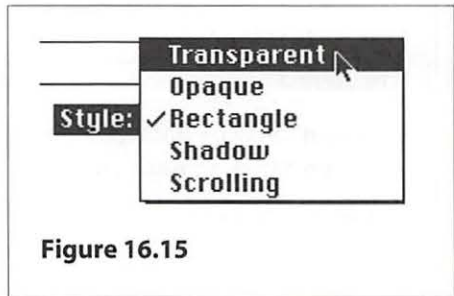 Transparent
Opaque
Style: ✓Rectangle
Shadow
Scrolling
Figure 16.15